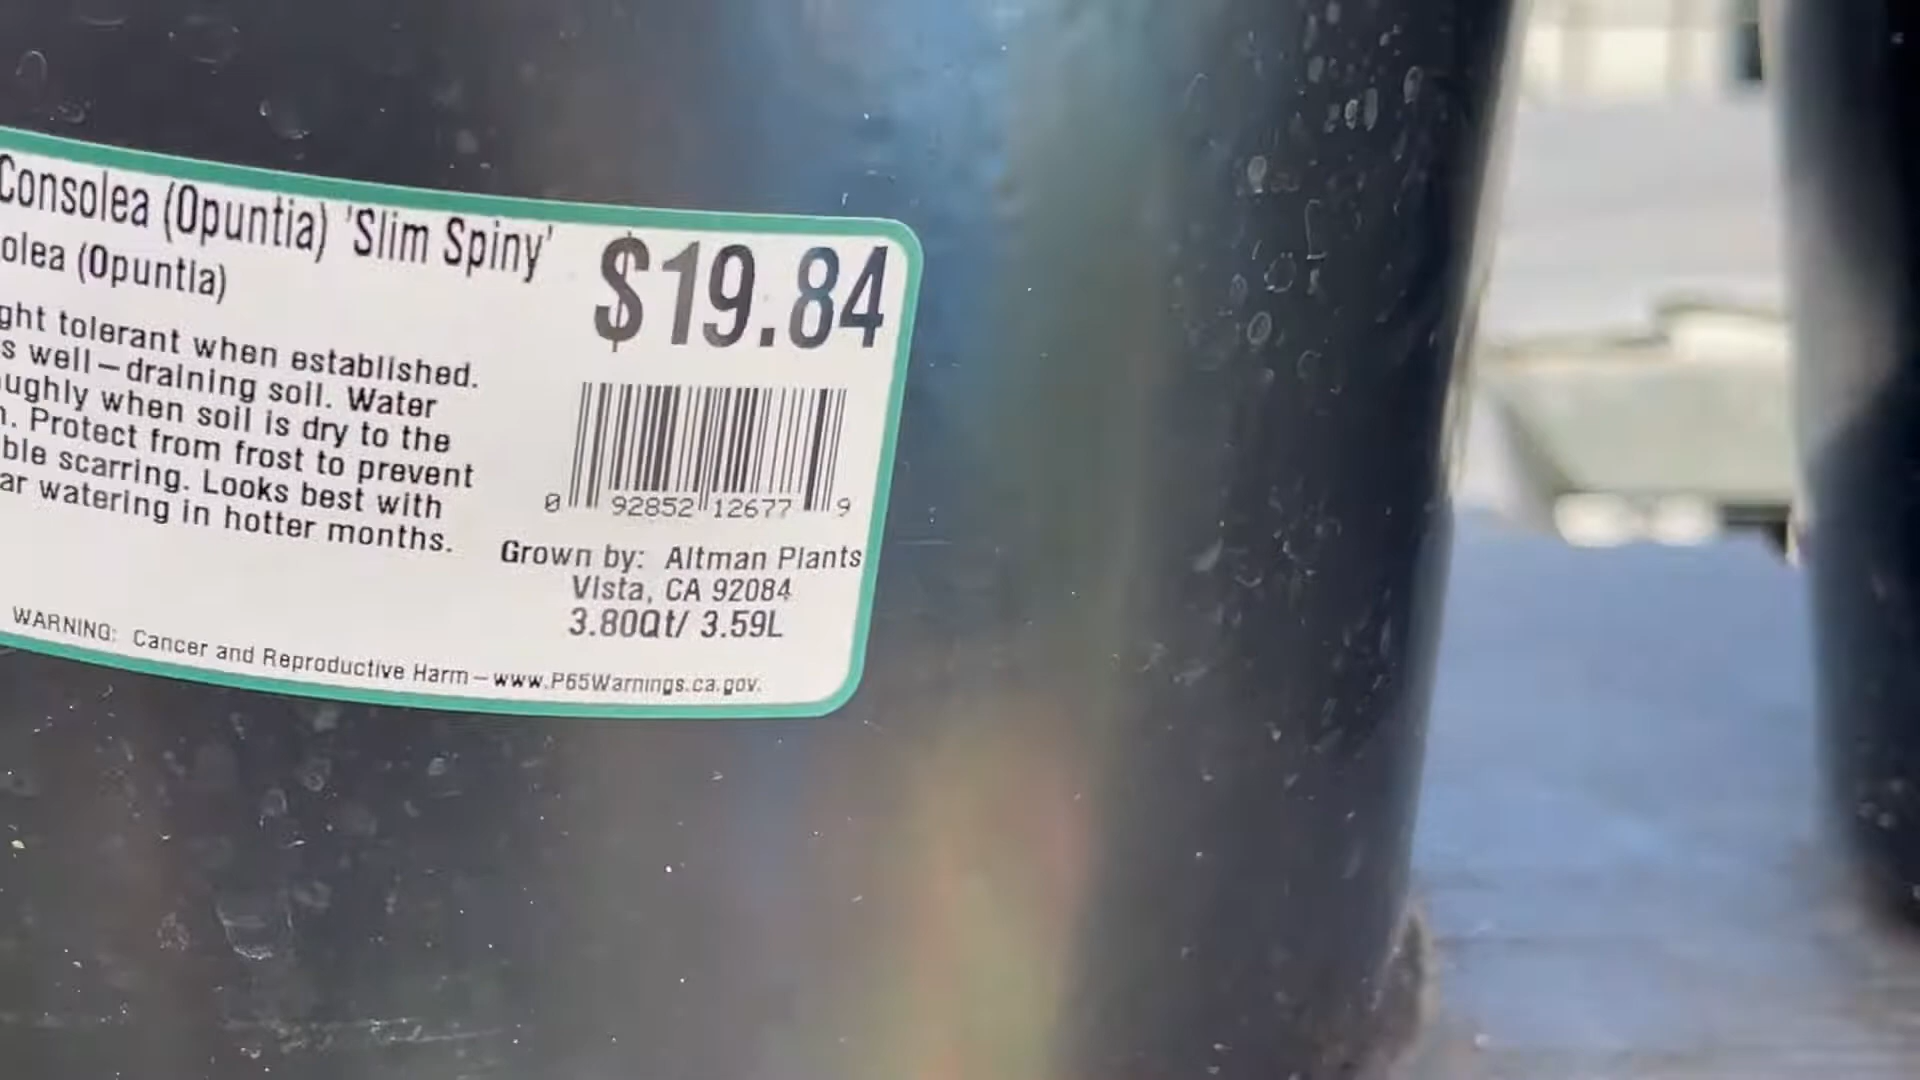 Consolea (Opuntia) 'Slim Spiny'
olea (Opuntia)
$19.84
ght tolerant when established.
s well-draining soil. Water
oughly when soil is dry to the
. Protect from frost to prevent
ble scarring. Looks best with
ar watering in hotter months.
0 92852 12677 9
Grown by: Altman Plants
Vista, CA 92084
3.80Qt/ 3.59L
WARNING: Cancer and Reproductive Harm-www.P65Warnings.ca.gov.